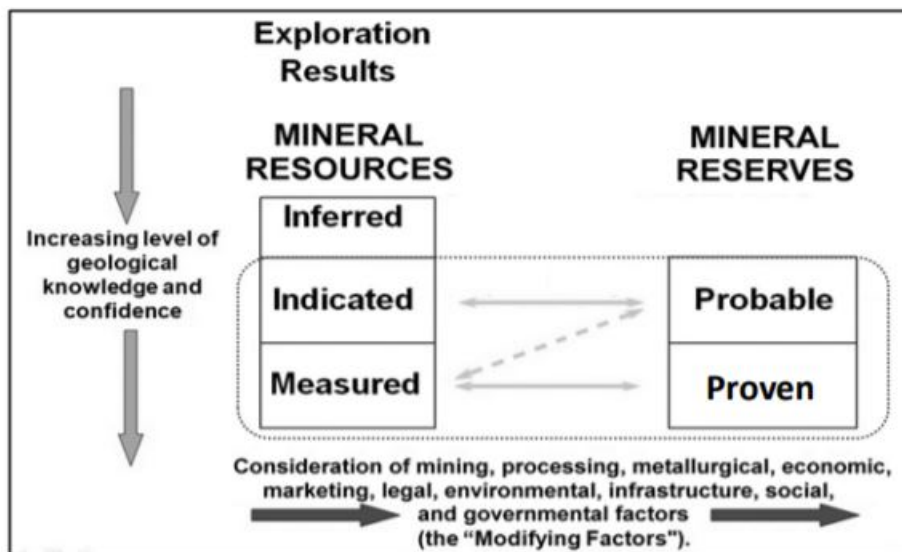 Exploration
Results
MINERAL
RESOURCES
MINERAL
RESERVES
Inferred
Increasing level of
geological
knowledge and
confidence
Indicated
Probable
Measured
Proven
Consideration of mining, processing, metallurgical, economic,
marketing, legal, environmental, infrastructure, social,
and governmental factors
(the “Modifying Factors").